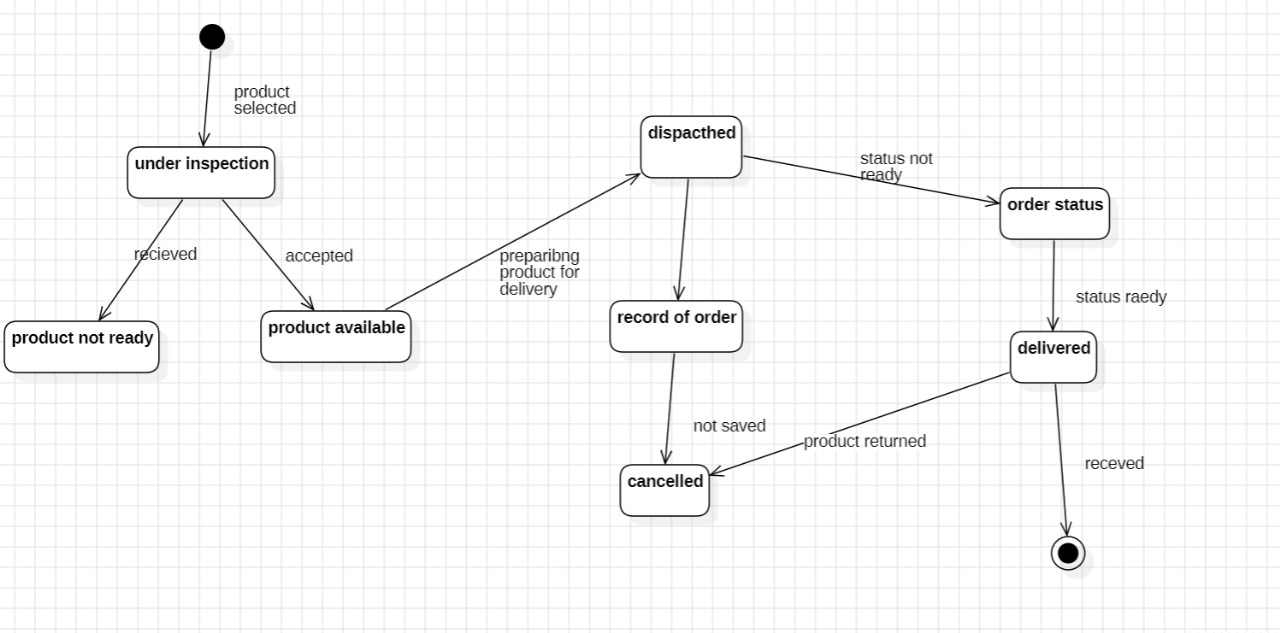 product
selected
under inspection
recieved
accepted
product not ready
product available
preparibng
product for
delivery
dispacthed
status not
ready
order status
record of order
status raedy
delivered
not saved
product returned
cancelled
receved